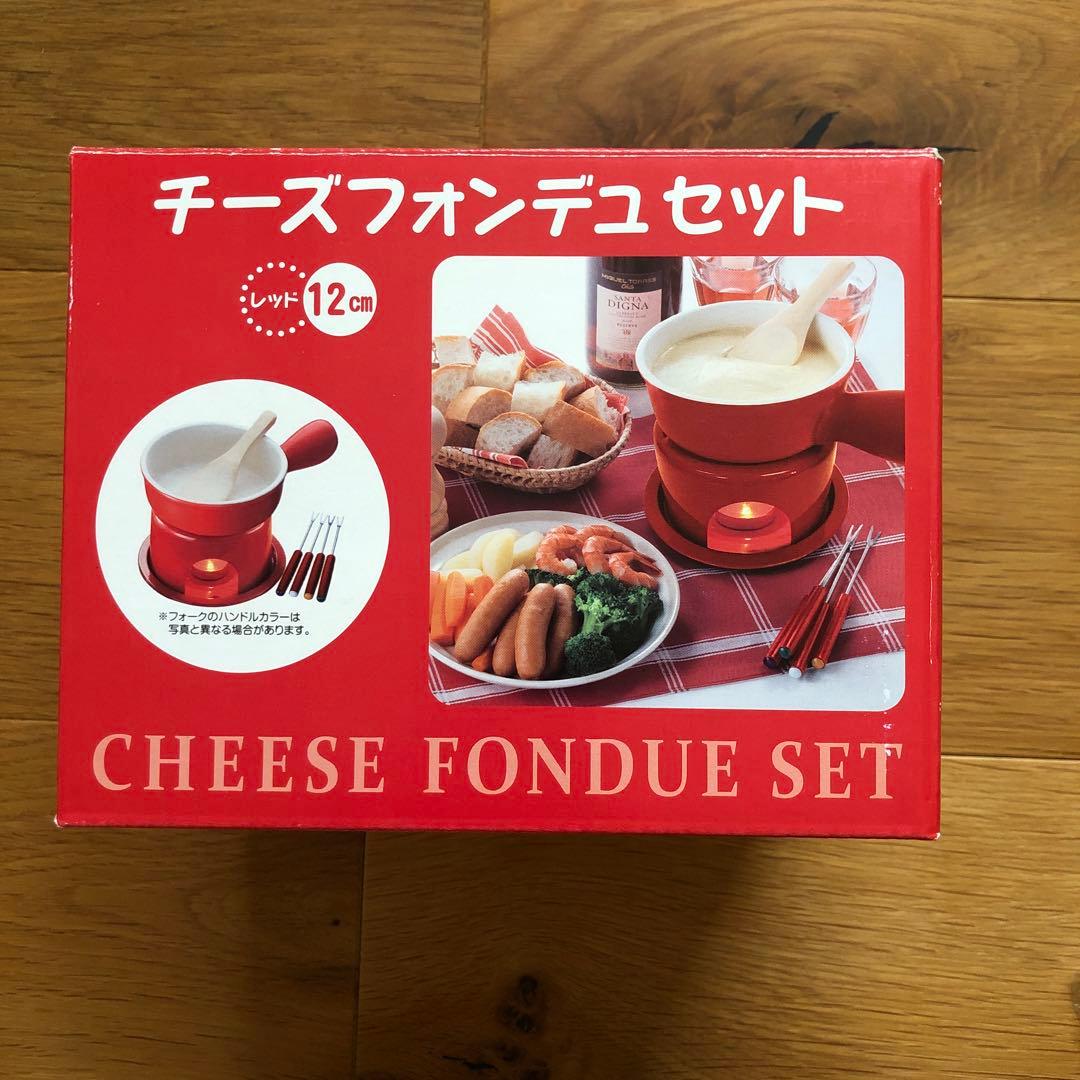 チーズフォンデュセット
レッド 12cm
MIGUEL TORRES
SANTA
DIGNA
RESERVE
※フォークのハンドルカラーは
写真と異なる場合があります。
CHEESE FONDUE SET